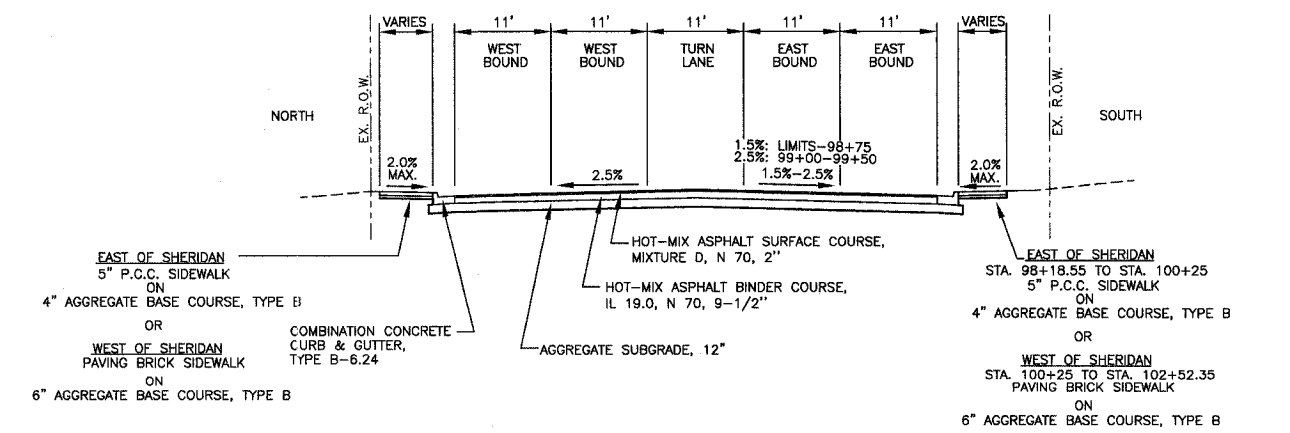 VARIES
11'
11'
11'
11'
11'
VARIES
WEST
BOUND
WEST
BOUND
TURN
LANE
EAST
BOUND
EAST
BOUND
EX. R.O.W.
EX. R.O.W.
NORTH
SOUTH
2.0%
MAX.
2.5%
1.5%: LIMITS-98+75
2.5%: 99+00-99+50
1.5%-2.5%
2.0%
MAX.
EAST OF SHERIDAN
5" P.C.C. SIDEWALK
ON
4" AGGREGATE BASE COURSE, TYPE B
OR
WEST OF SHERIDAN
PAVING BRICK SIDEWALK
ON
6" AGGREGATE BASE COURSE, TYPE B
COMBINATION CONCRETE
CURB & GUTTER,
TYPE B-6.24
HOT-MIX ASPHALT SURFACE COURSE,
MIXTURE D, N 70, 2"
HOT-MIX ASPHALT BINDER COURSE,
IL 19.0, N 70, 9-1/2"
AGGREGATE SUBGRADE, 12"
EAST OF SHERIDAN
STA. 98+18.55 TO STA. 100+25
5" P.C.C. SIDEWALK
ON
4" AGGREGATE BASE COURSE, TYPE B
OR
WEST OF SHERIDAN
STA. 100+25 TO STA. 102+52.35
PAVING BRICK SIDEWALK
ON
6" AGGREGATE BASE COURSE, TYPE B